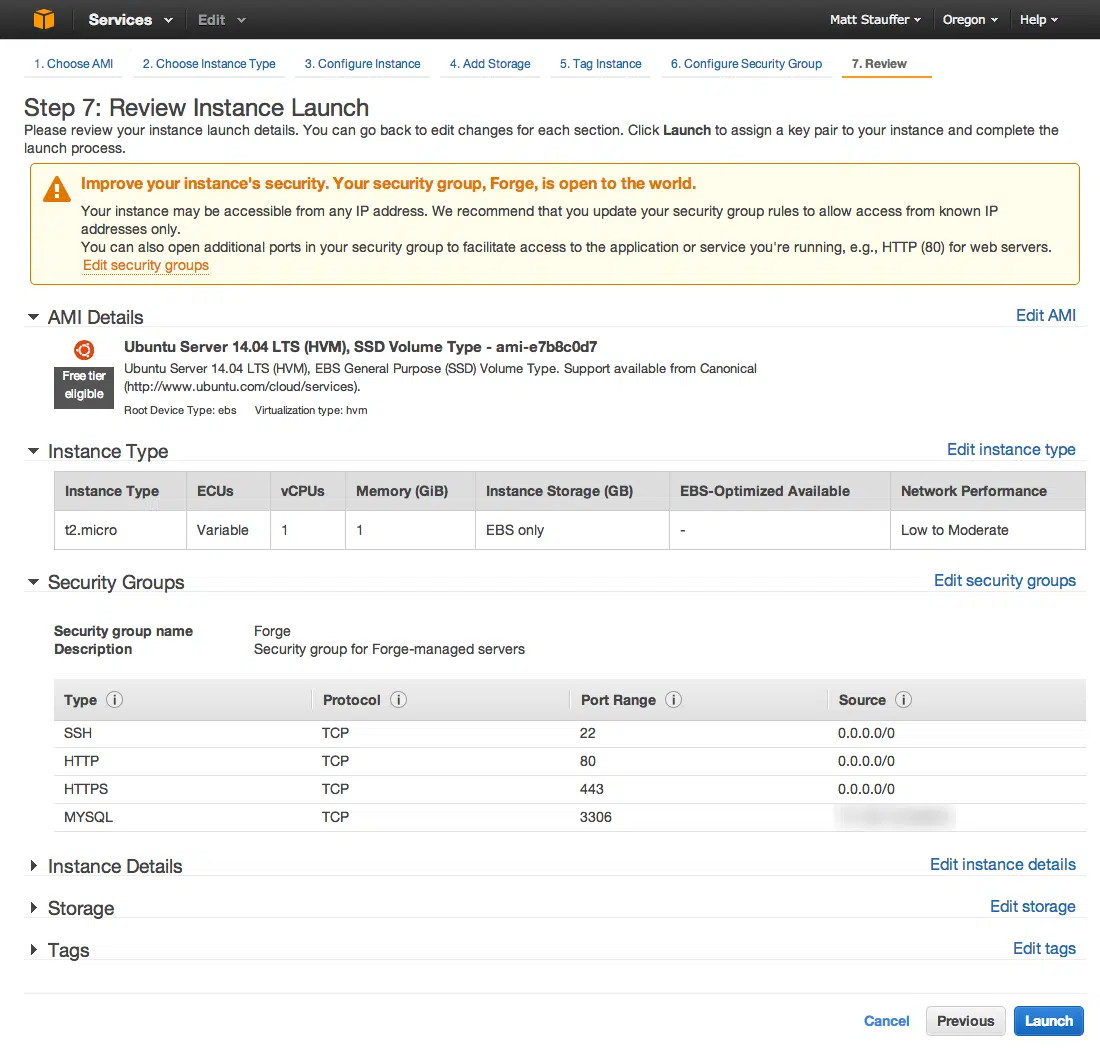 Services Edit Matt Stauffer Oregon Help
1. Choose AMI 2. Choose Instance Type 3. Configure Instance 4. Add Storage 5. Tag Instance 6. Configure Security Group 7. Review
Step 7: Review Instance Launch
Please review your instance launch details. You can go back to edit changes for each section. Click Launch to assign a key pair to your instance and complete the
launch process.
Improve your instance's security. Your security group, Forge, is open to the world.
Your instance may be accessible from any IP address. We recommend that you update your security group rules to allow access from known IP
addresses only.
You can also open additional ports in your security group to facilitate access to the application or service you're running, e.g., HTTP (80) for web servers.
Edit security groups
AMI Details Edit AMI
Ubuntu Server 14.04 LTS (HVM), SSD Volume Type - ami-e7b8c0d7
Free tier
eligible
Ubuntu Server 14.04 LTS (HVM), EBS General Purpose (SSD) Volume Type. Support available from Canonical
(http://www.ubuntu.com/cloud/services).
Root Device Type: ebs Virtualization type: hvm
Instance Type Edit instance type
Instance Type ECUs vCPUs Memory (GiB) Instance Storage (GB) EBS-Optimized Available Network Performance
t2.micro Variable 1 1 EBS only - Low to Moderate
Security Groups Edit security groups
Security group name Forge
Description Security group for Forge-managed servers
Type i Protocol i Port Range i Source i
SSH TCP 22 0.0.0.0/0
HTTP TCP 80 0.0.0.0/0
HTTPS TCP 443 0.0.0.0/0
MYSQL TCP 3306
Instance Details Edit instance details
Storage Edit storage
Tags Edit tags
Cancel Previous Launch